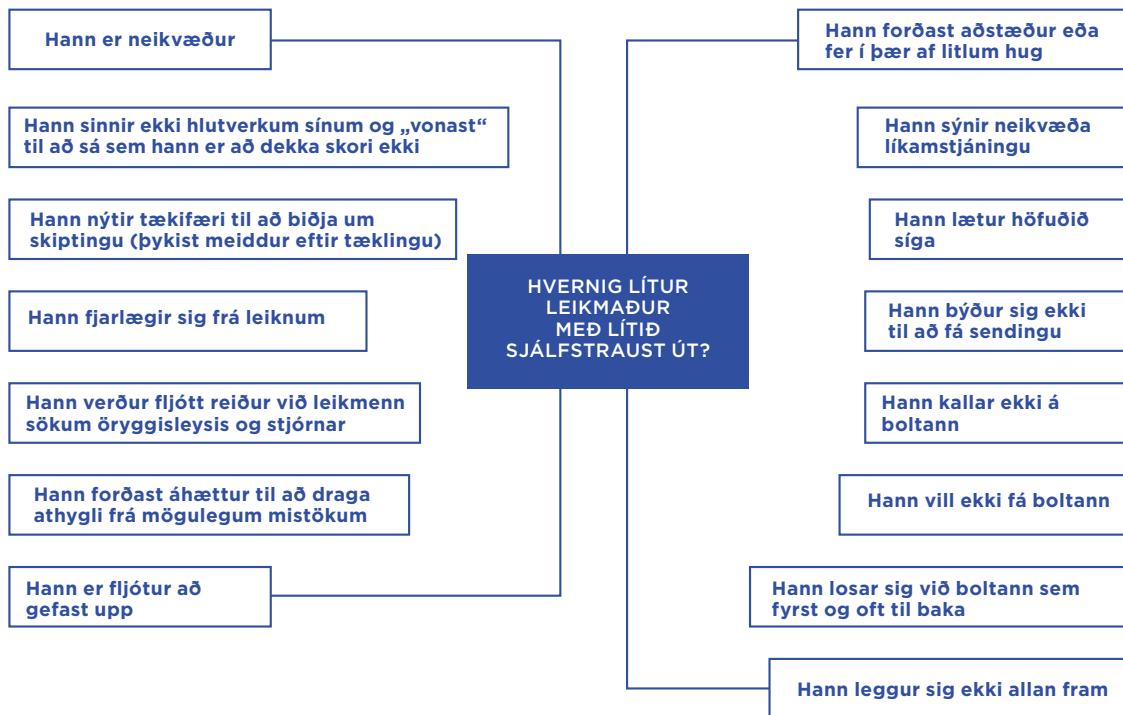 Hann er neikvæður
Hann sinnir ekki hlutverkum sínum og „vonast“
til að sá sem hann er að dekka skori ekki
Hann nýtir tækifæri til að biðja um
skiptingu (þykist meiddur eftir tæklingu)
Hann fjarlægir sig frá leiknum
Hann verður fljótt reiður við leikmenn
sökum öryggisleysis og stjórnar
Hann forðast áhættur til að draga
athygli frá mögulegum mistökum
Hann er fljótur að
gefast upp
HVERNIG LÍTUR
LEIKMAÐUR
MEÐ LÍTIÐ
SJÁLFSTRAUST ÚT?
Hann forðast aðstæður eða
fer í þær af litlum hug
Hann sýnir neikvæða
líkamstjáningu
Hann lætur höfuðið
síga
Hann býður sig ekki
til að fá sendingu
Hann kallar ekki á
boltann
Hann vill ekki fá boltann
Hann losar sig við boltann sem
fyrst og oft til baka
Hann leggur sig ekki allan fram